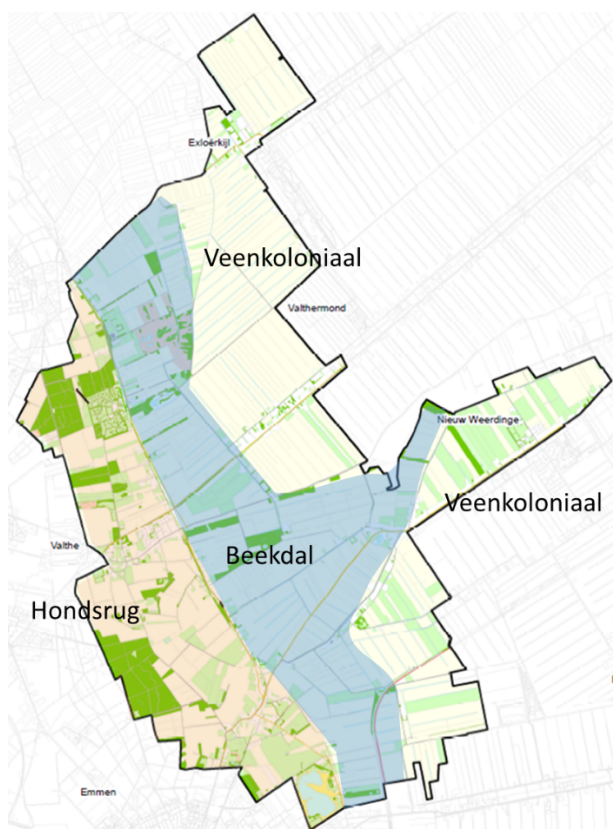 Exloërkijl
Veenkoloniaal
Valthermond
Nieuw Weerdinge
Veenkoloniaal
Valthe
Beekdal
Hondsrug
Emmen